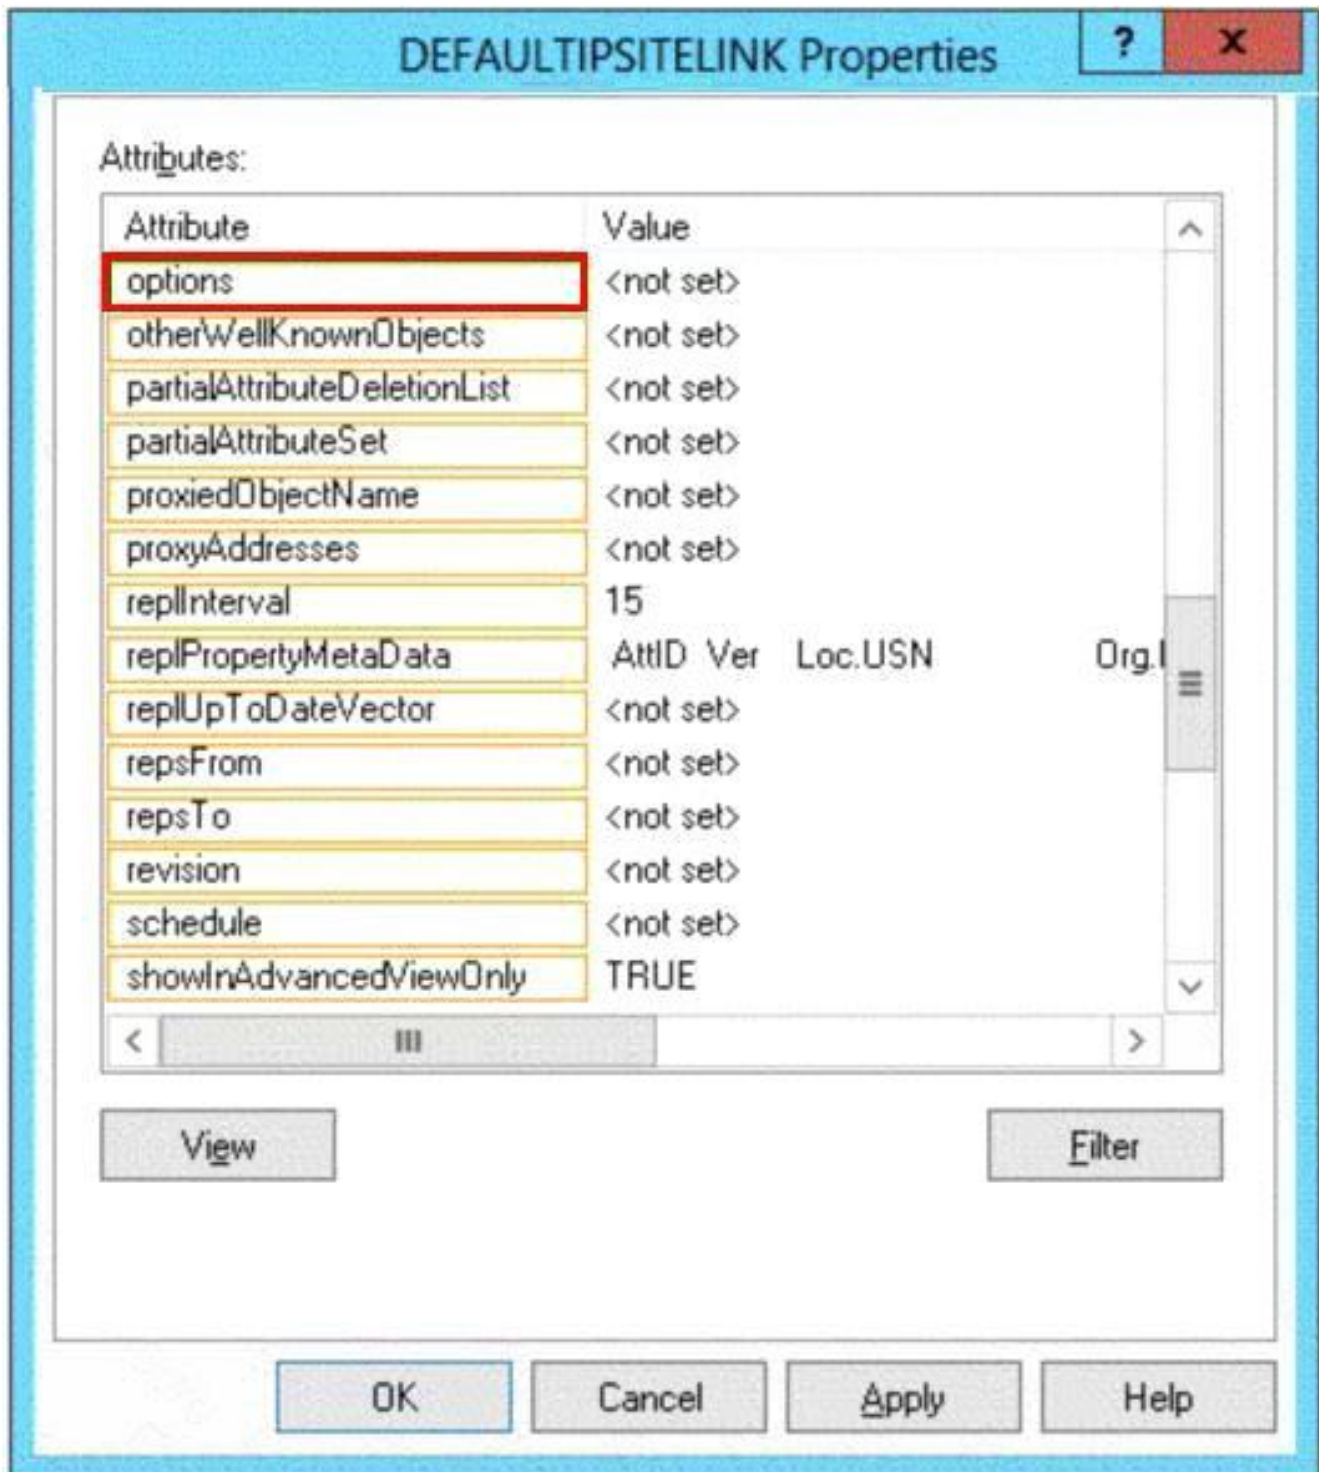 DEFAULTIPSITELINK Properties ? x
Attributes:
Attribute Value
options <not set>
otherWellKnownObjects <not set>
partialAttributeDeletionList <not set>
partialAttributeSet <not set>
proxiedObjectName <not set>
proxyAddresses <not set>
replInterval 15
replPropertyMetaData AttID Ver Loc.USN Org.
replUpToDateVector <not set>
repsFrom <not set>
repsTo <not set>
revision <not set>
schedule <not set>
showInAdvancedViewOnly TRUE
View Filter
OK Cancel Apply Help